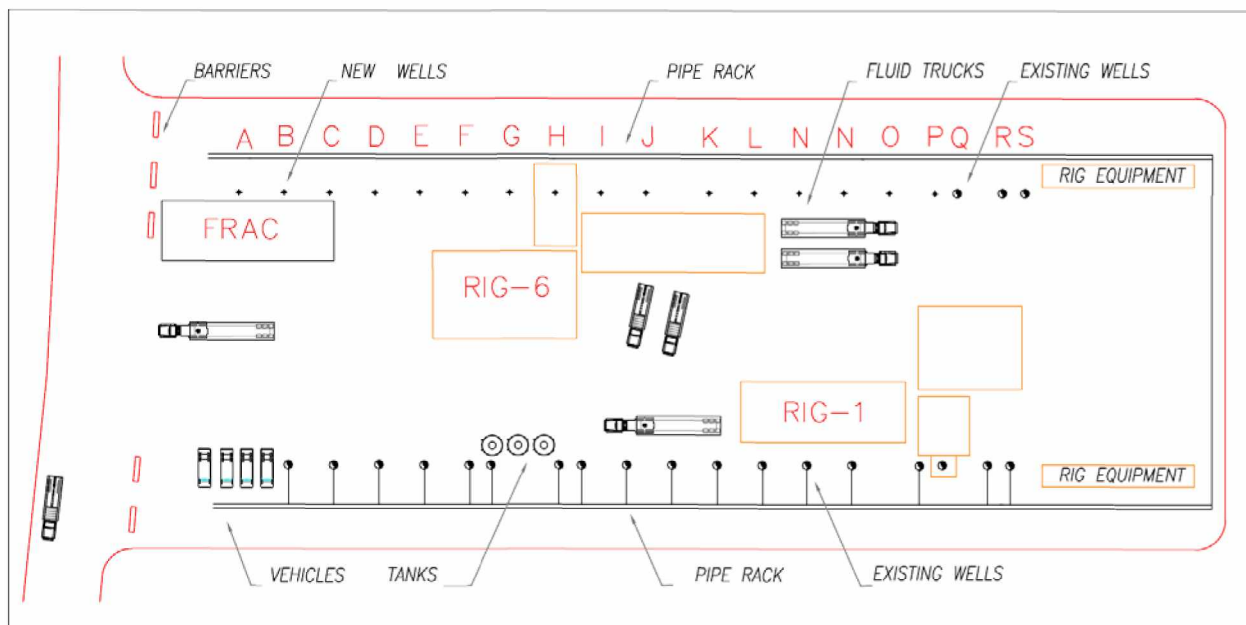 BARRIERS NEW WELLS PIPE RACK FLUID TRUCKS EXISTING WELLS
A B C D E F G H I J K L N N O P Q R S
RIG EQUIPMENT
FRAC
RIG-6
RIG-1
RIG EQUIPMENT
VEHICLES TANKS PIPE RACK EXISTING WELLS